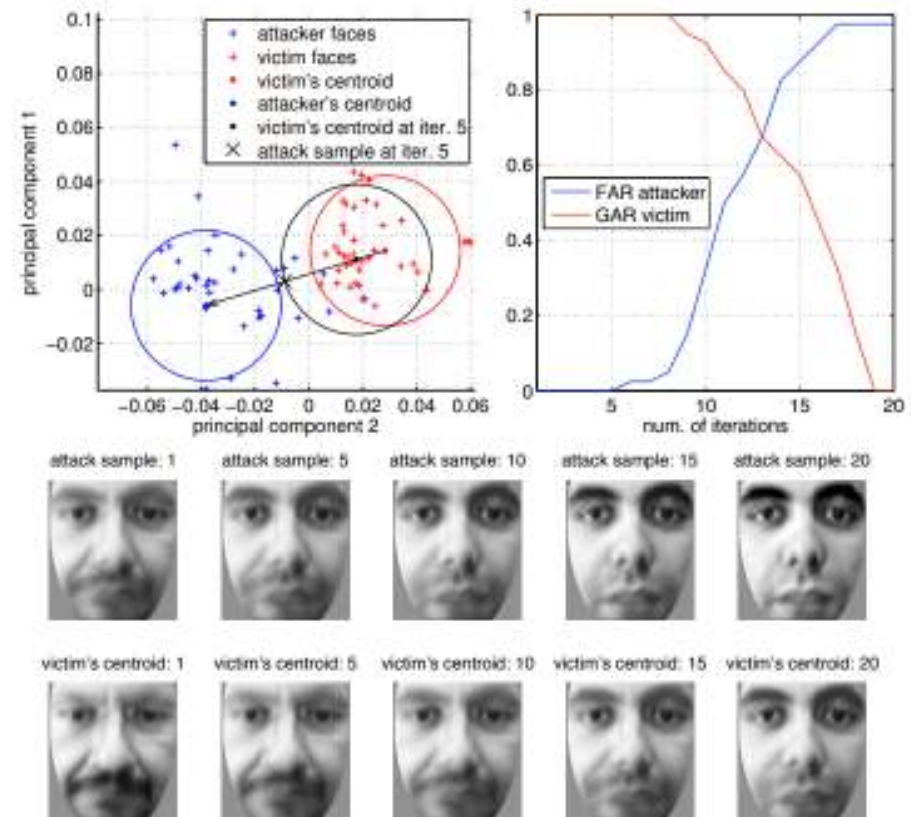 0.1
0.08
0.06
0.04
0.02
0
−0.02
principal component 1
attacker faces
victim faces
victim's centroid
attacker's centroid
victim's centroid at iter. 5
attack sample at iter. 5
−0.06 −0.04 −0.02 0 0.02 0.04 0.06
principal component 2
1
0.8
0.6
0.4
0.2
0
FAR attacker
GAR victim
5 10 15 20
num. of iterations
attack sample: 1 attack sample: 5 attack sample: 10 attack sample: 15 attack sample: 20
victim's centroid: 1 victim's centroid: 5 victim's centroid: 10 victim's centroid: 15 victim's centroid: 20